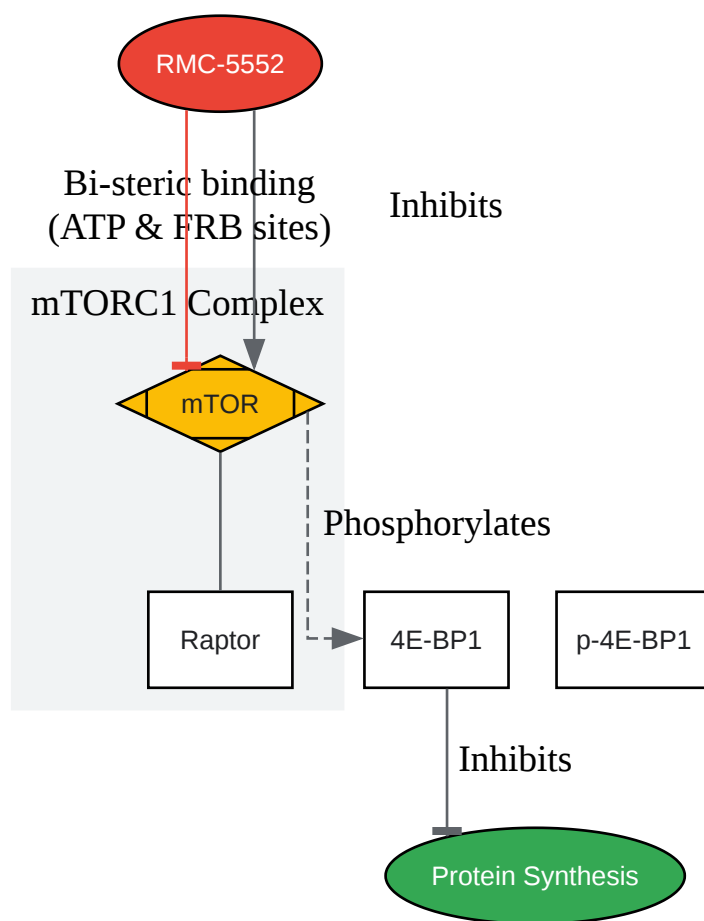 RMC-5552
Bi-steric binding
(ATP & FRB sites)
Inhibits
mTORC1 Complex
mTOR
Phosphorylates
Raptor
4E-BP1
p-4E-BP1
Inhibits
Protein Synthesis